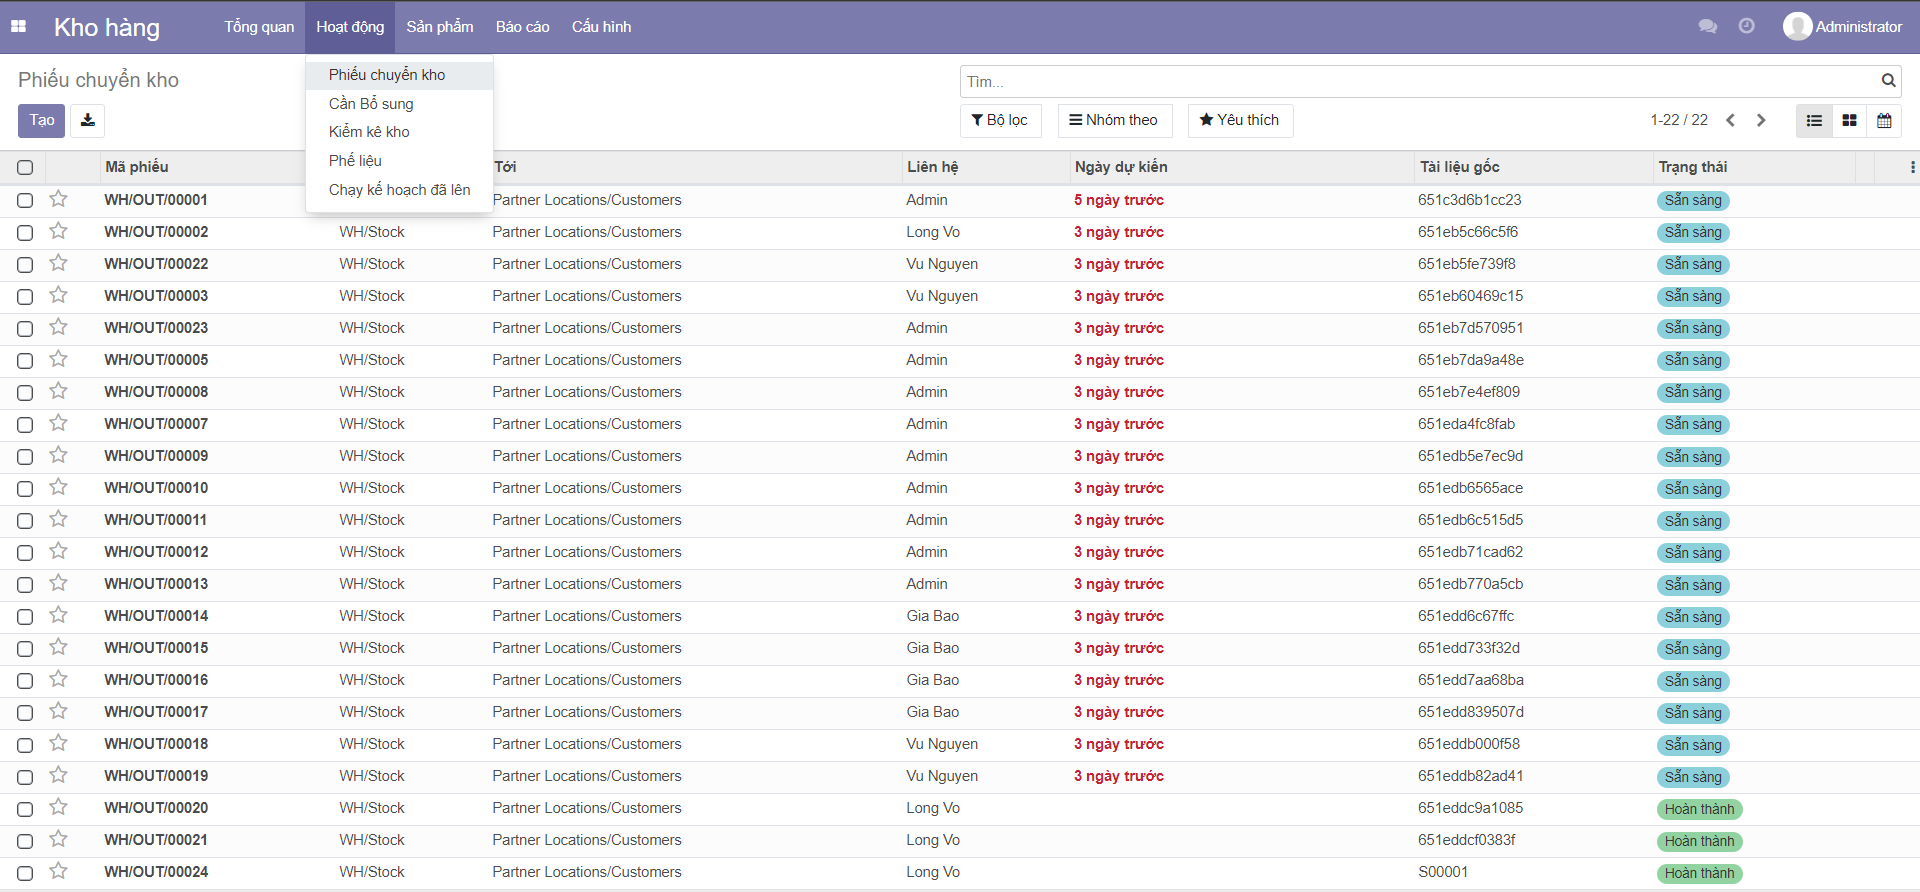 Kho hàng Tổng quan Hoạt động Sản phẩm Báo cáo Cấu hình Administrator
Phiếu chuyển kho
Tìm...
Tạo
Bộ lọc Nhóm theo Yêu thích 1-22 / 22
Phiếu chuyển kho
Cần Bổ sung
Kiểm kê kho
Phế liệu
Chạy kế hoạch đã lên
Mã phiếu Tới Liên hệ Ngày dự kiến Tài liệu gốc Trạng thái
WH/OUT/00001 Partner Locations/Customers Admin 5 ngày trước 651c3d6b1cc23 Sẵn sàng
WH/OUT/00002 WH/Stock Partner Locations/Customers Long Vo 3 ngày trước 651eb5c66c5f6 Sẵn sàng
WH/OUT/00022 WH/Stock Partner Locations/Customers Vu Nguyen 3 ngày trước 651eb5fe739f8 Sẵn sàng
WH/OUT/00003 WH/Stock Partner Locations/Customers Vu Nguyen 3 ngày trước 651eb60469c15 Sẵn sàng
WH/OUT/00023 WH/Stock Partner Locations/Customers Admin 3 ngày trước 651eb7d570951 Sẵn sàng
WH/OUT/00005 WH/Stock Partner Locations/Customers Admin 3 ngày trước 651eb7da9a48e Sẵn sàng
WH/OUT/00008 WH/Stock Partner Locations/Customers Admin 3 ngày trước 651eb7e4ef809 Sẵn sàng
WH/OUT/00007 WH/Stock Partner Locations/Customers Admin 3 ngày trước 651eda4fc8fab Sẵn sàng
WH/OUT/00009 WH/Stock Partner Locations/Customers Admin 3 ngày trước 651edb5e7ec9d Sẵn sàng
WH/OUT/00010 WH/Stock Partner Locations/Customers Admin 3 ngày trước 651edb6565ace Sẵn sàng
WH/OUT/00011 WH/Stock Partner Locations/Customers Admin 3 ngày trước 651edb6c515d5 Sẵn sàng
WH/OUT/00012 WH/Stock Partner Locations/Customers Admin 3 ngày trước 651edb71cad62 Sẵn sàng
WH/OUT/00013 WH/Stock Partner Locations/Customers Admin 3 ngày trước 651edb770a5cb Sẵn sàng
WH/OUT/00014 WH/Stock Partner Locations/Customers Gia Bao 3 ngày trước 651edd6c67ffc Sẵn sàng
WH/OUT/00015 WH/Stock Partner Locations/Customers Gia Bao 3 ngày trước 651edd733f32d Sẵn sàng
WH/OUT/00016 WH/Stock Partner Locations/Customers Gia Bao 3 ngày trước 651edd7aa68ba Sẵn sàng
WH/OUT/00017 WH/Stock Partner Locations/Customers Gia Bao 3 ngày trước 651edd839507d Sẵn sàng
WH/OUT/00018 WH/Stock Partner Locations/Customers Vu Nguyen 3 ngày trước 651eddb000f58 Sẵn sàng
WH/OUT/00019 WH/Stock Partner Locations/Customers Vu Nguyen 3 ngày trước 651eddb82ad41 Sẵn sàng
WH/OUT/00020 WH/Stock Partner Locations/Customers Long Vo 651eddc9a1085 Hoàn thành
WH/OUT/00021 WH/Stock Partner Locations/Customers Long Vo 651eddcf0383f Hoàn thành
WH/OUT/00024 WH/Stock Partner Locations/Customers Long Vo S00001 Hoàn thành